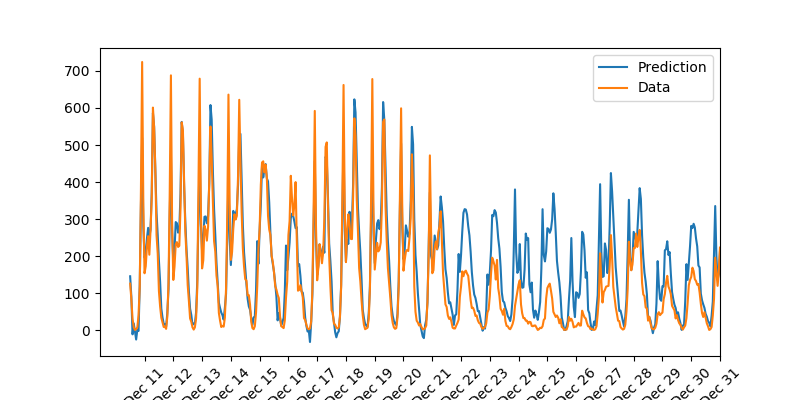 700
600
500
400
300
200
100
0
Prediction
Data
Dec 11
Dec 12
Dec 13
Dec 14
Dec 15
Dec 16
Dec 17
Dec 18
Dec 19
Dec 20
Dec 21
Dec 22
Dec 23
Dec 24
Dec 25
Dec 26
Dec 27
Dec 28
Dec 29
Dec 30
Dec 31